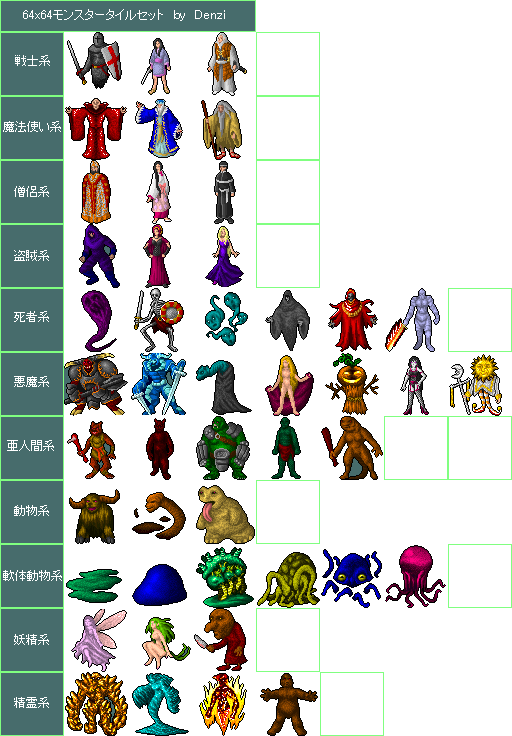 64x64モンスタータイルセット by Denzi
戦士系
魔法使い系
僧侶系
盗賊系
死者系
悪魔系
亜人間系
動物系
軟体動物系
妖精系
精霊系